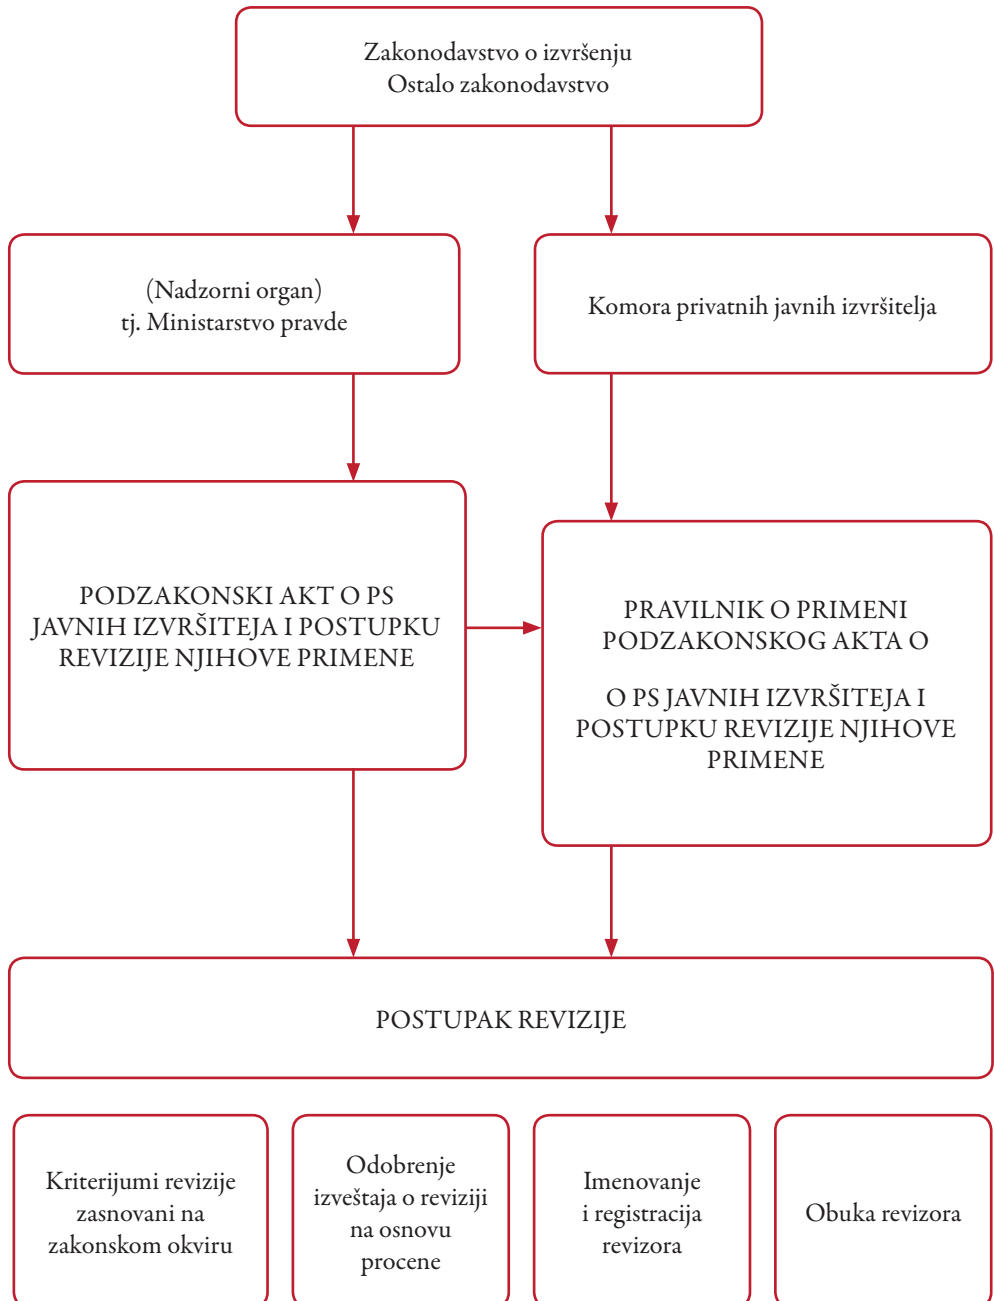 Zakonodavstvo o izvršenju
Ostalo zakonodavstvo
(Nadzorni organ)
tj. Ministarstvo pravde
Komora privatnih javnih izvršitelja
PODZAKONSKI AKT O PS
JAVNIH IZVRŠITEJA I POSTUPKU
REVIZIJE NJIHOVE PRIMENE
PRAVILNIK O PRIMENI
PODZAKONSKOG AKTA O
O PS JAVNIH IZVRŠITEJA I
POSTUPKU REVIZIJE NJIHOVE
PRIMENE
POSTUPAK REVIZIJE
Kriterijumi revizije
zasnovani na
zakonskom okviru
Odobrenje
izveštaja o reviziji
na osnovu
procene
Imenovanje
i registracija
revizora
Obuka revizora